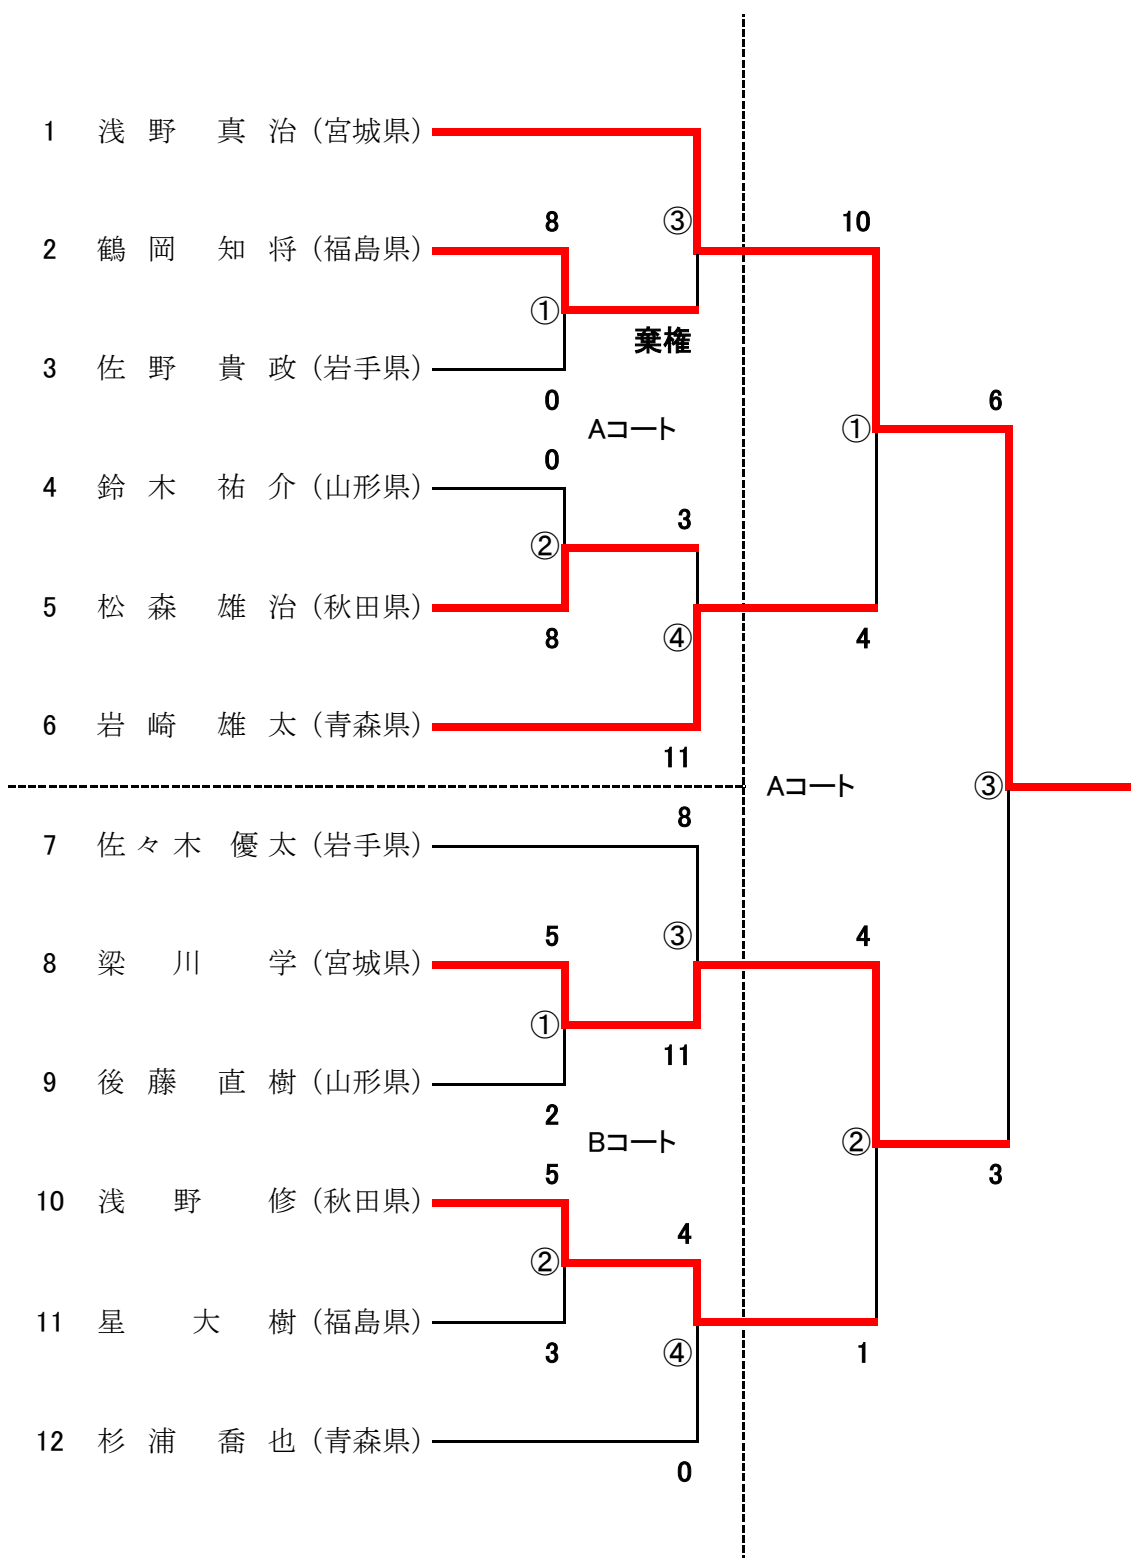 1 浅野 真治（宮城県）
8 ③ 10
2 鶴岡 知将（福島県）
①
棄権
3 佐野 貴政（岩手県）
0 6
Aコート ①
0
4 鈴木 祐介（山形県）
3
②
5 松森 雄治（秋田県）
8 ④ 4
6 岩崎 雄太（青森県）
11
Aコート ③
8
7 佐々木 優太（岩手県）
5 ③ 4
8 梁川 学（宮城県）
①
11
9 後藤 直樹（山形県）
2
Bコート ②
5 3
10 浅野 修（秋田県）
4
②
11 星 大樹（福島県）
3 ④ 1
12 杉浦 喬也（青森県）
0